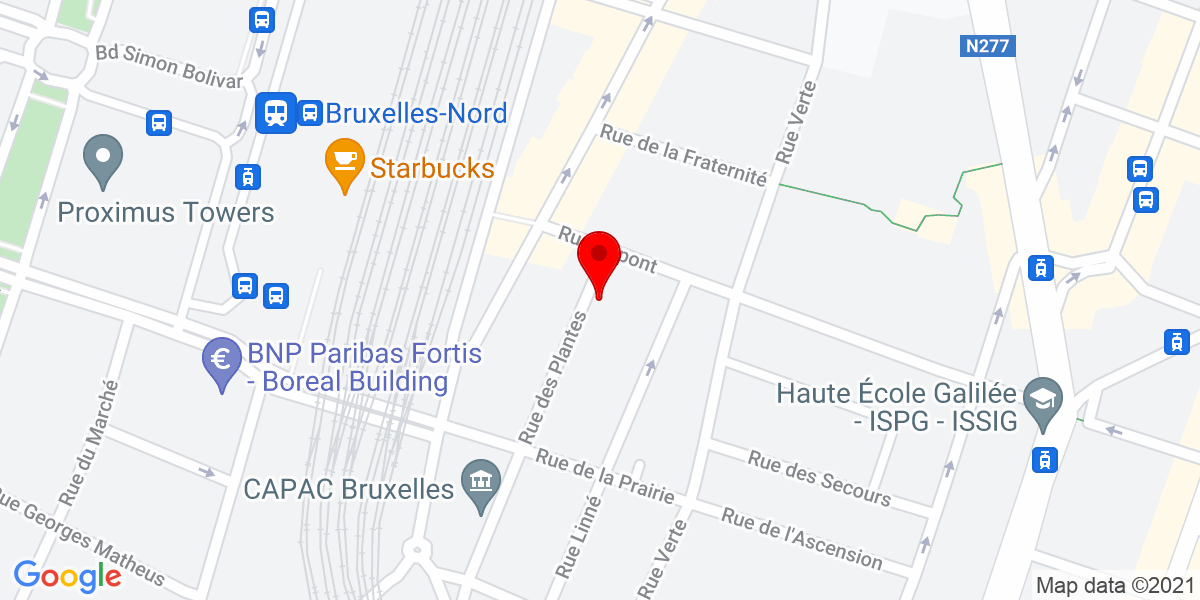 N277
Bd Simon Bolivar
Bruxelles-Nord
Rue Verte
Rue de la Fraternité
Starbucks
Proximus Towers
pont
Rue des Plantes
BNP Paribas Fortis
- Boreal Building
Rue du Marché
Haute École Galilée
- ISPG - ISSIG
Rue de la Prairie
Rue des Secours
CAPAC Bruxelles
Rue Georges Matheus
Rue Linné
Rue Verte
Rue de l'Ascension
Google
Map data ©2021